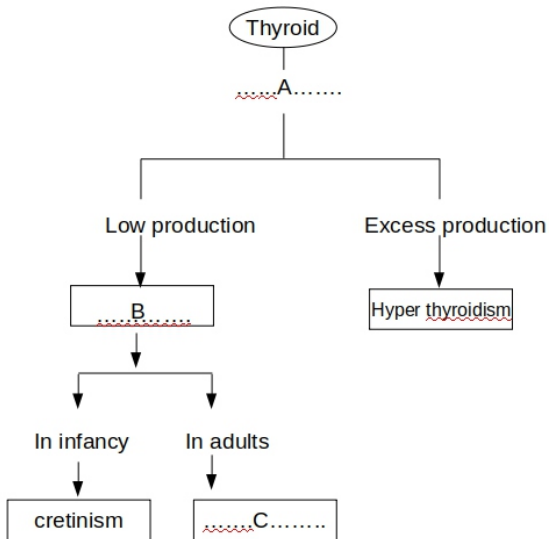 Thyroid
......A.......
Low production Excess production
......B.......
Hyper thyroidism
In infancy In adults
cretinism .......C........